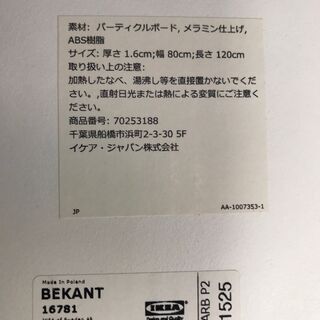 素材: パーティクルボード, メラミン仕上げ,
ABS樹脂
サイズ: 厚さ 1.6cm;幅 80cm;長さ 120cm
取り扱い上の注意:
加熱したなべ、湯沸し等を直接置かないでくだ
さい。,直射日光または熱による変質にご注意く
ださい。
商品番号: 70253188
千葉県船橋市浜町2-3-30 5F
イケア・ジャパン株式会社
JP
AA-1007353-1
Made in Poland
BEKANT
16781
IKEA
Design and Quality
ARB P2
1525